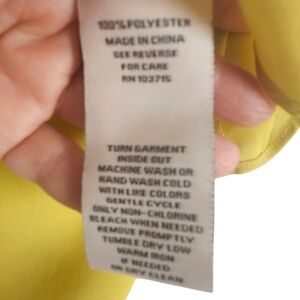 100% POLYESTER
MADE IN CHINA
SEE REVERSE
FOR CARE
RN 103715
TURN GARMENT
INSIDE OUT
MACHINE WASH OR
HAND WASH COLD
WITH LIKE COLORS
GENTLE CYCLE
ONLY NON-CHLORINE
BLEACH WHEN NEEDED
REMOVE PROMPTLY
TUMBLE DRY LOW
WARM IRON
IF NEEDED
OR DRY CLEAN